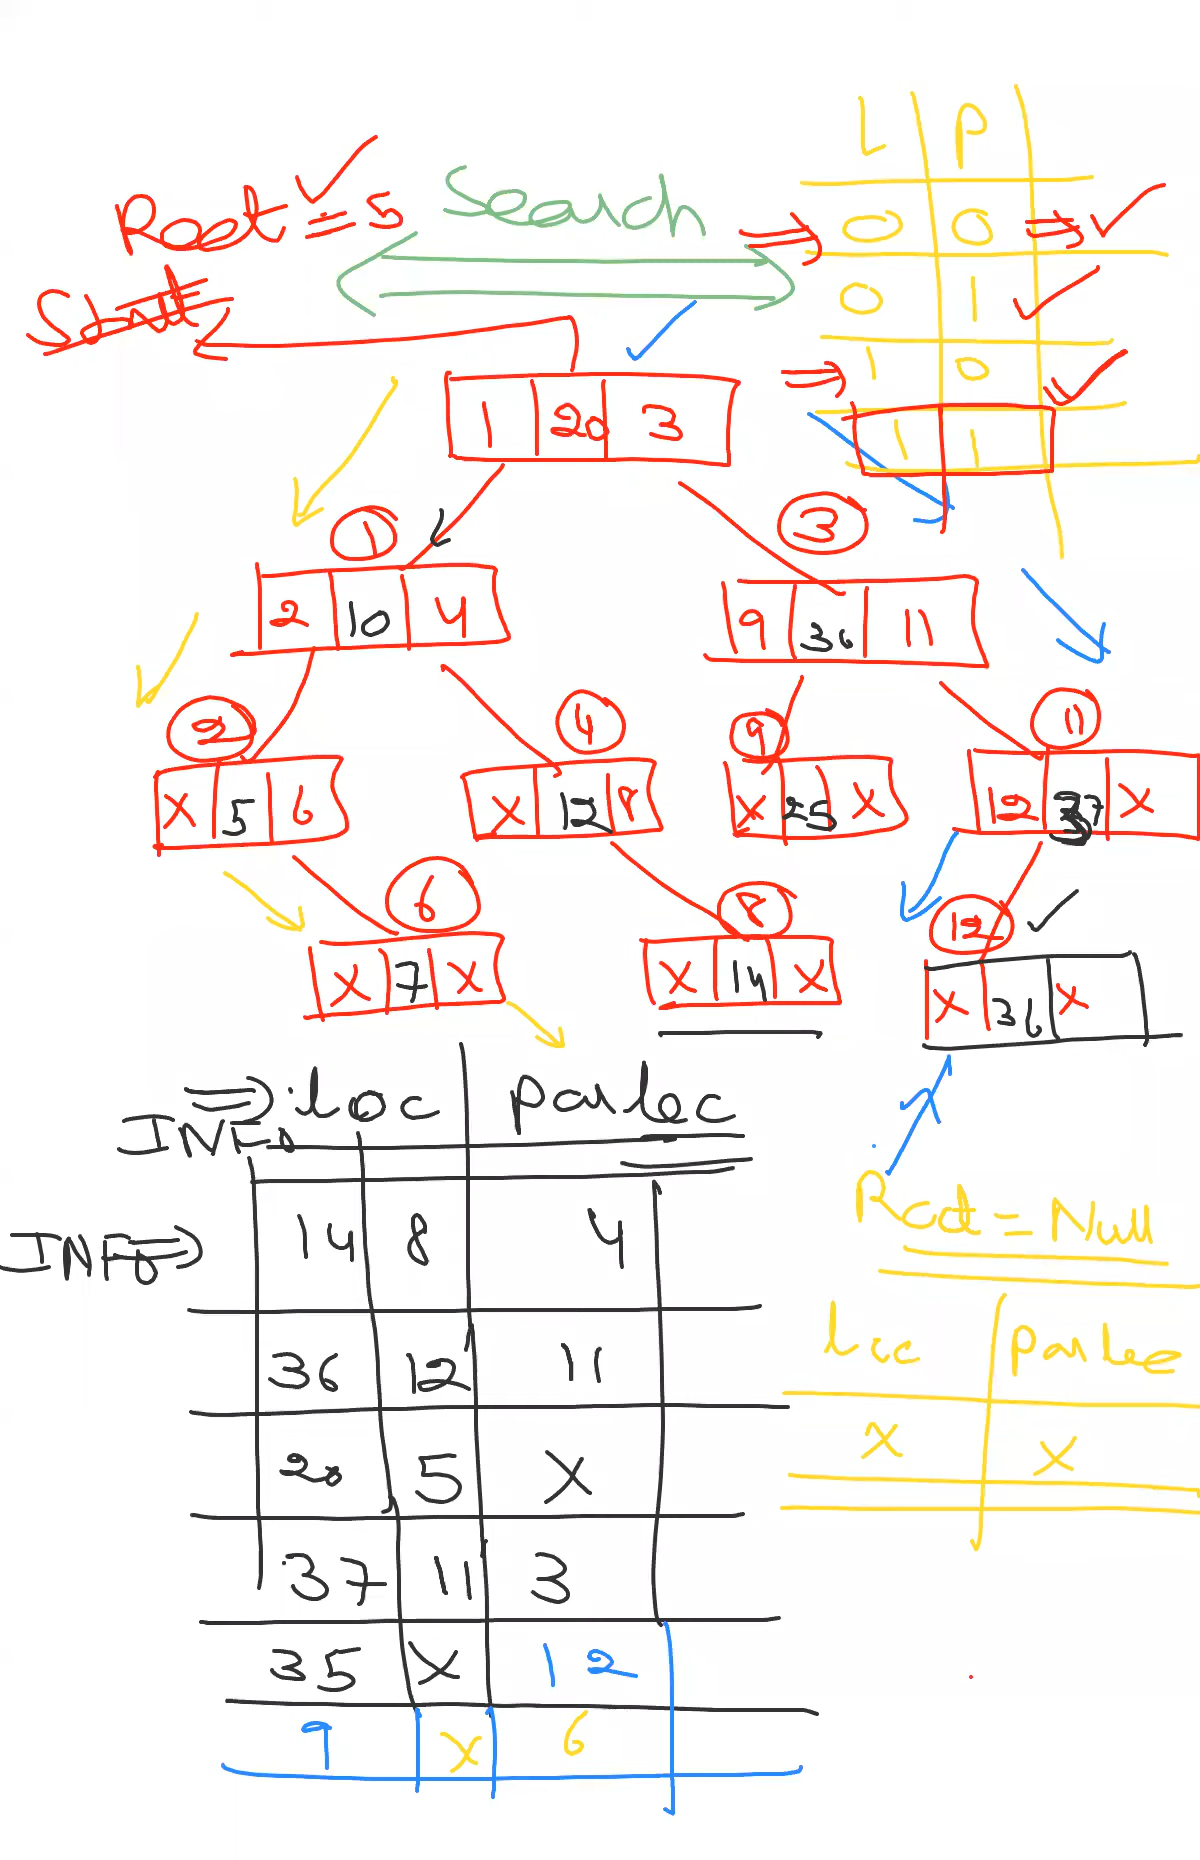 Root = 5
Search
Start
L P
0 0
0 1
1 0
1 1
1 20 3
1 3
2 10 4
9 36 11
2 4 9 11
X 5 6
X 12 8
X 25 X
12 37 X
6 8 12
X 7 X
X 14 X
X 36 X
INFO loc Parloc
INFO 14 8 4
36 12 11
20 5 X
37 11 3
35 X 12
9 X 6
Root = Null
loc Parloc
X X